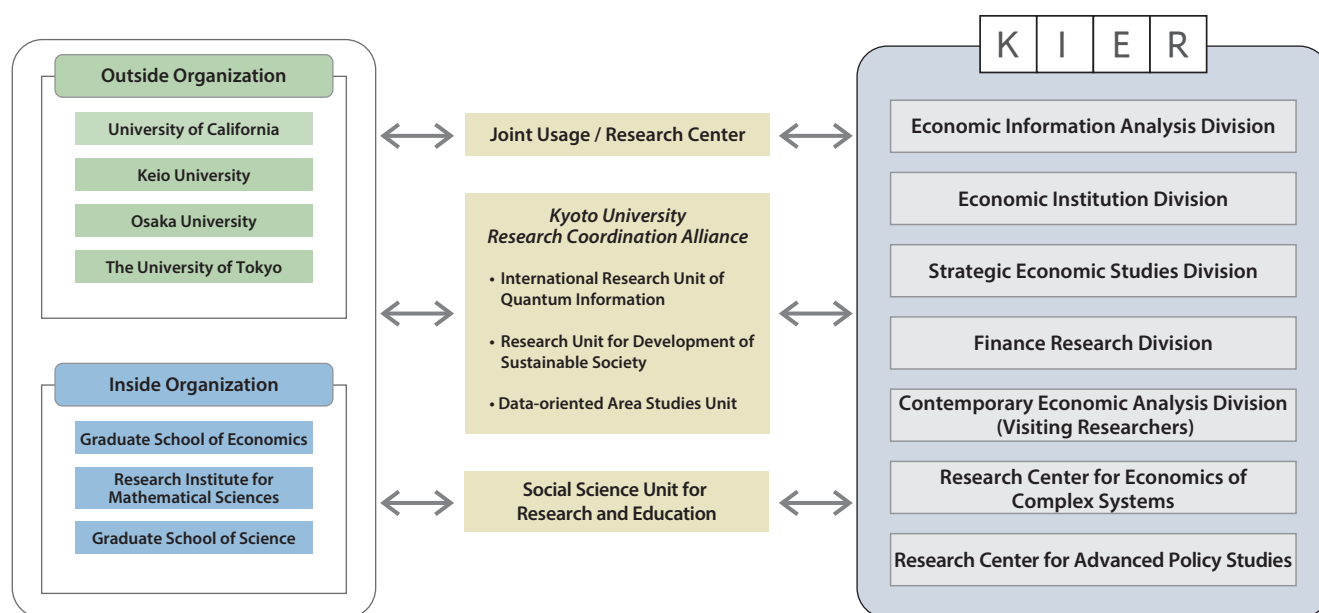 Outside Organization
University of California
Keio University
Osaka University
The University of Tokyo
Inside Organization
Graduate School of Economics
Research Institute for
Mathematical Sciences
Graduate School of Science
Joint Usage / Research Center
Kyoto University
Research Coordination Alliance
• International Research Unit of
Quantum Information
• Research Unit for Development of
Sustainable Society
• Data-oriented Area Studies Unit
Social Science Unit for
Research and Education
K I E R
Economic Information Analysis Division
Economic Institution Division
Strategic Economic Studies Division
Finance Research Division
Contemporary Economic Analysis Division
(Visiting Researchers)
Research Center for Economics of
Complex Systems
Research Center for Advanced Policy Studies